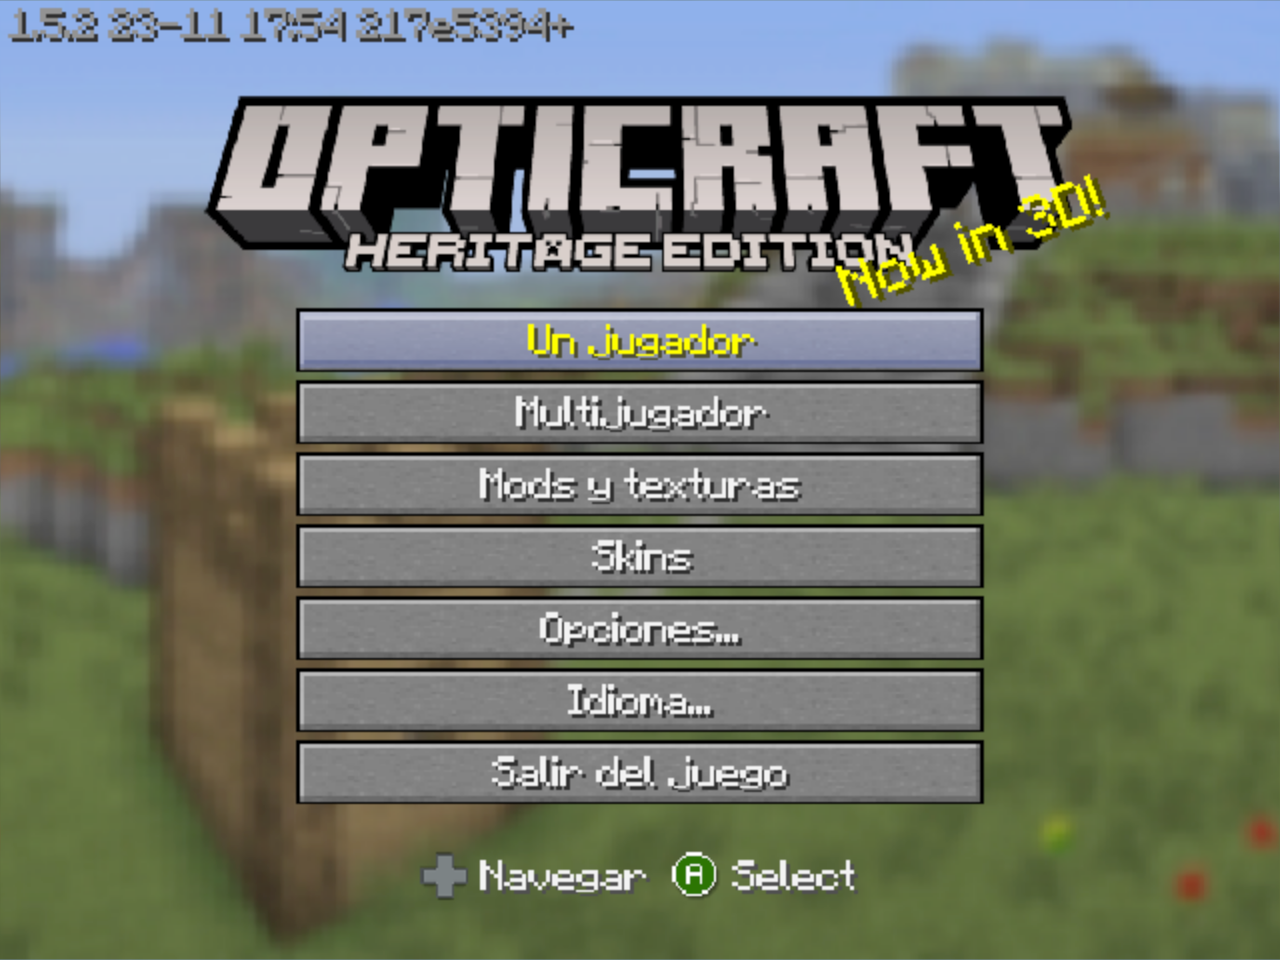 1.5.2 23-11 17:54 217e5394+
OPTICRAFT
HERITAGE EDITION
Now in 3D!
Un jugador
Multijugador
Mods y texturas
Skins
Opciones...
Idioma...
Salir del juego
Navegar A Select